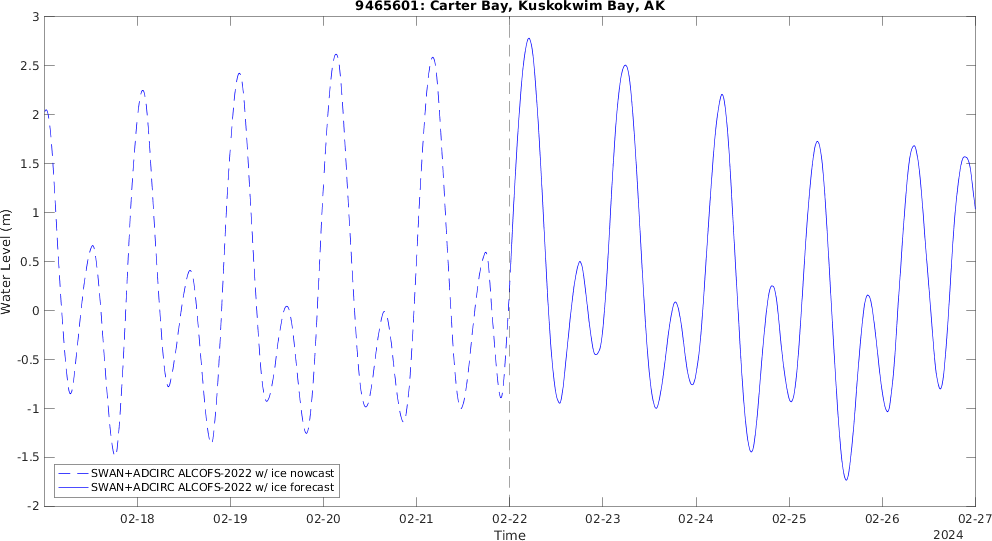 9465601: Carter Bay, Kuskokwim Bay, AK
3
2.5
2
1.5
1
0.5
0
-0.5
-1
-1.5
-2
Water Level (m)
SWAN+ADCIRC ALCOFS-2022 w/ ice nowcast
SWAN+ADCIRC ALCOFS-2022 w/ ice forecast
02-18 02-19 02-20 02-21 02-22 02-23 02-24 02-25 02-26 02-27
Time
2024